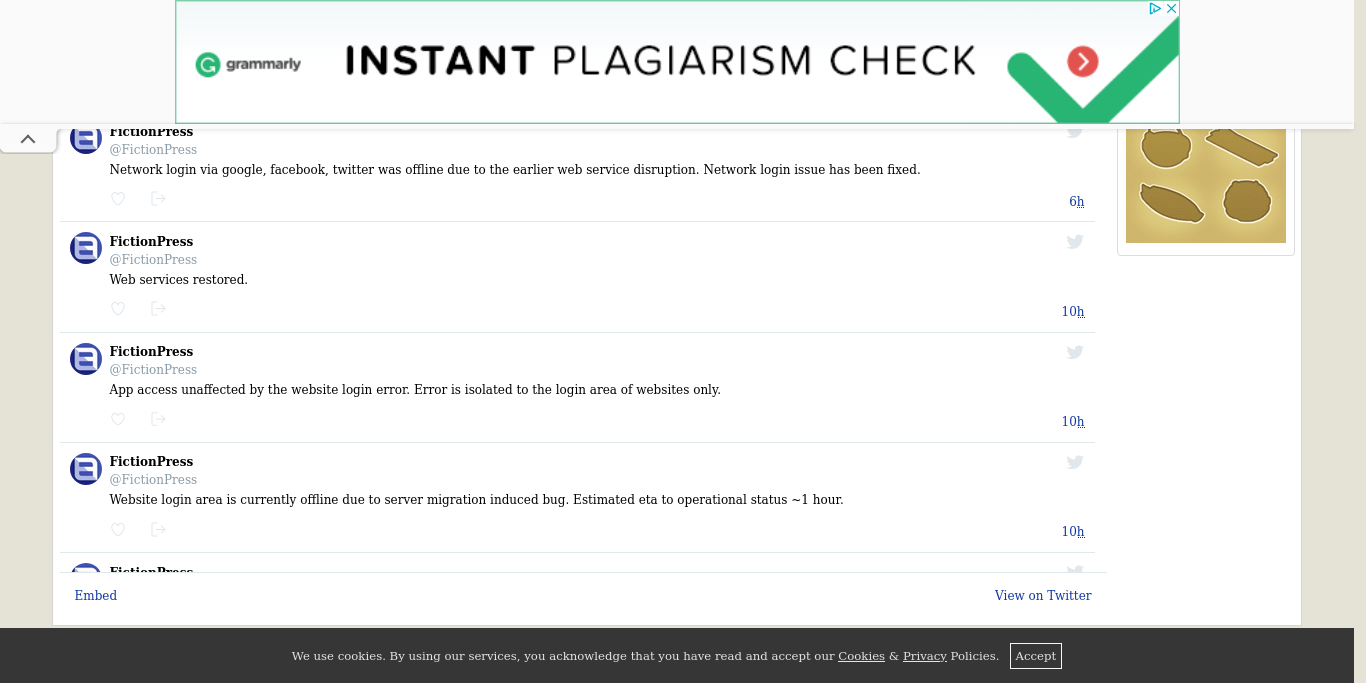 grammarly
INSTANT PLAGIARISM CHECK
FictionPress
@FictionPress
Network login via google, facebook, twitter was offline due to the earlier web service disruption. Network login issue has been fixed.
6h
FictionPress
@FictionPress
Web services restored.
10h
FictionPress
@FictionPress
App access unaffected by the website login error. Error is isolated to the login area of websites only.
10h
FictionPress
@FictionPress
Website login area is currently offline due to server migration induced bug. Estimated eta to operational status ~1 hour.
10h
FictionPress
Embed
View on Twitter
We use cookies. By using our services, you acknowledge that you have read and accept our Cookies & Privacy Policies. Accept